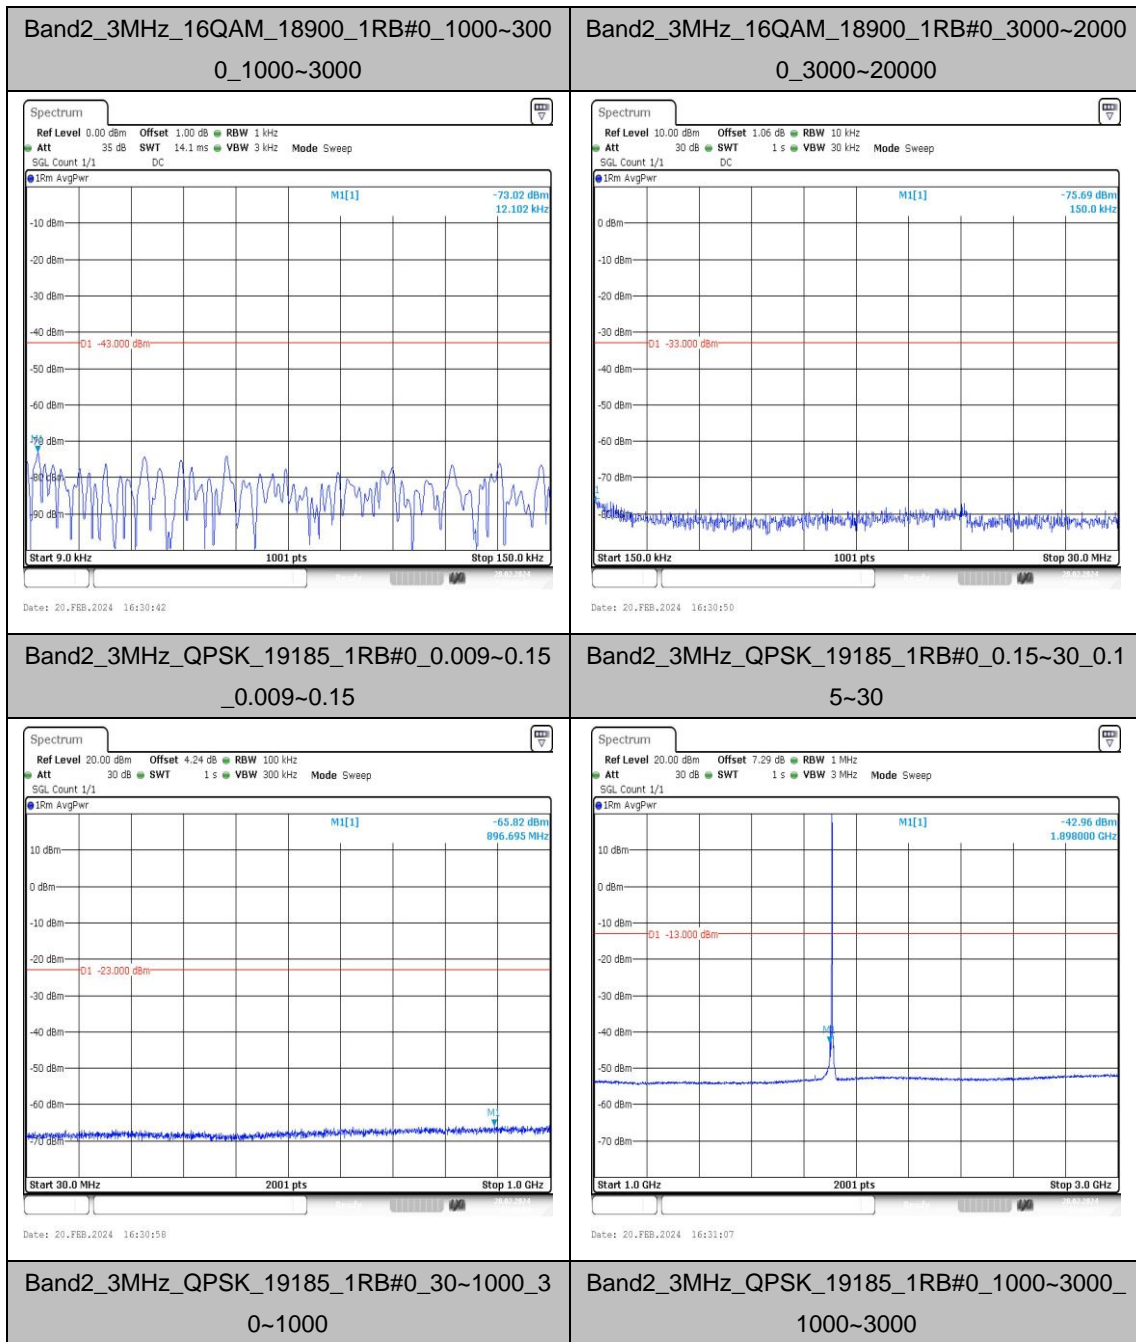 Band2_3MHz_16QAM_18900_1RB#0_1000~300
0_1000~3000
Band2_3MHz_16QAM_18900_1RB#0_3000~2000
0_3000~20000
Spectrum
Ref Level 0.00 dBm Offset 1.00 dB RBW 1 kHz
Att 35 dB SWT 14.1 ms VBW 3 kHz Mode Sweep
SGL Count 1/1 DC
1Rm AvgPwr
M1[1] -73.02 dBm
12.102 kHz
-10 dBm
-20 dBm
-30 dBm
-40 dBm
D1 -43.000 dBm
-50 dBm
-60 dBm
-70 dBm
-80 dBm
-90 dBm
Start 9.0 kHz 1001 pts Stop 150.0 kHz
Date: 20.FEB.2024 16:30:42
Spectrum
Ref Level 10.00 dBm Offset 1.06 dB RBW 10 kHz
Att 30 dB SWT 1 s VBW 30 kHz Mode Sweep
SGL Count 1/1 DC
1Rm AvgPwr
M1[1] -75.69 dBm
150.0 kHz
0 dBm
-10 dBm
-20 dBm
-30 dBm
D1 -33.000 dBm
-40 dBm
-50 dBm
-60 dBm
-70 dBm
-80 dBm
Start 150.0 kHz 1001 pts Stop 30.0 MHz
Date: 20.FEB.2024 16:30:50
Band2_3MHz_QPSK_19185_1RB#0_0.009~0.15
_0.009~0.15
Band2_3MHz_QPSK_19185_1RB#0_0.15~30_0.1
5~30
Spectrum
Ref Level 20.00 dBm Offset 4.24 dB RBW 100 kHz
Att 30 dB SWT 1 s VBW 300 kHz Mode Sweep
SGL Count 1/1
1Rm AvgPwr
M1[1] -65.82 dBm
896.695 MHz
10 dBm
0 dBm
-10 dBm
-20 dBm
D1 -23.000 dBm
-30 dBm
-40 dBm
-50 dBm
-60 dBm
M1
-70 dBm
Start 30.0 MHz 2001 pts Stop 1.0 GHz
Date: 20.FEB.2024 16:30:58
Spectrum
Ref Level 20.00 dBm Offset 7.29 dB RBW 1 MHz
Att 30 dB SWT 1 s VBW 3 MHz Mode Sweep
SGL Count 1/1
1Rm AvgPwr
M1[1] -42.96 dBm
1.898000 GHz
10 dBm
0 dBm
-10 dBm
D1 -13.000 dBm
-20 dBm
-30 dBm
-40 dBm
-50 dBm
-60 dBm
-70 dBm
Start 1.0 GHz 2001 pts Stop 3.0 GHz
Date: 20.FEB.2024 16:31:07
Band2_3MHz_QPSK_19185_1RB#0_30~1000_3
0~1000
Band2_3MHz_QPSK_19185_1RB#0_1000~3000_
1000~3000